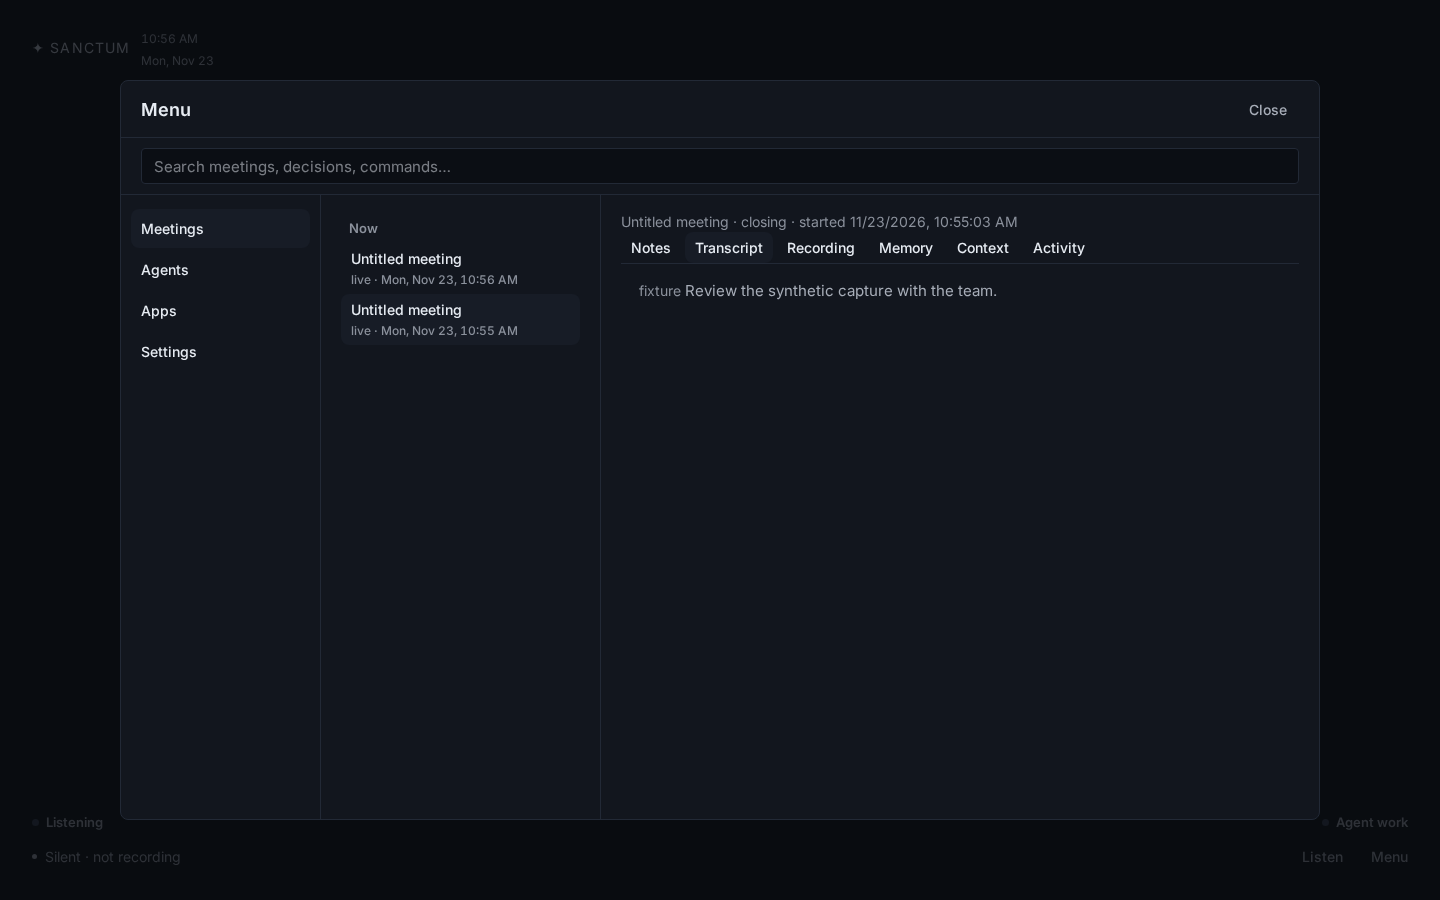 ✦ SANCTUM
10:56 AM
Mon, Nov 23
Menu
Close
Search meetings, decisions, commands...
Meetings
Agents
Apps
Settings
Now
Untitled meeting
live · Mon, Nov 23, 10:56 AM
Untitled meeting
live · Mon, Nov 23, 10:55 AM
Untitled meeting · closing · started 11/23/2026, 10:55:03 AM
Notes Transcript Recording Memory Context Activity
fixture Review the synthetic capture with the team.
Listening
Agent work
Silent · not recording
Listen Menu